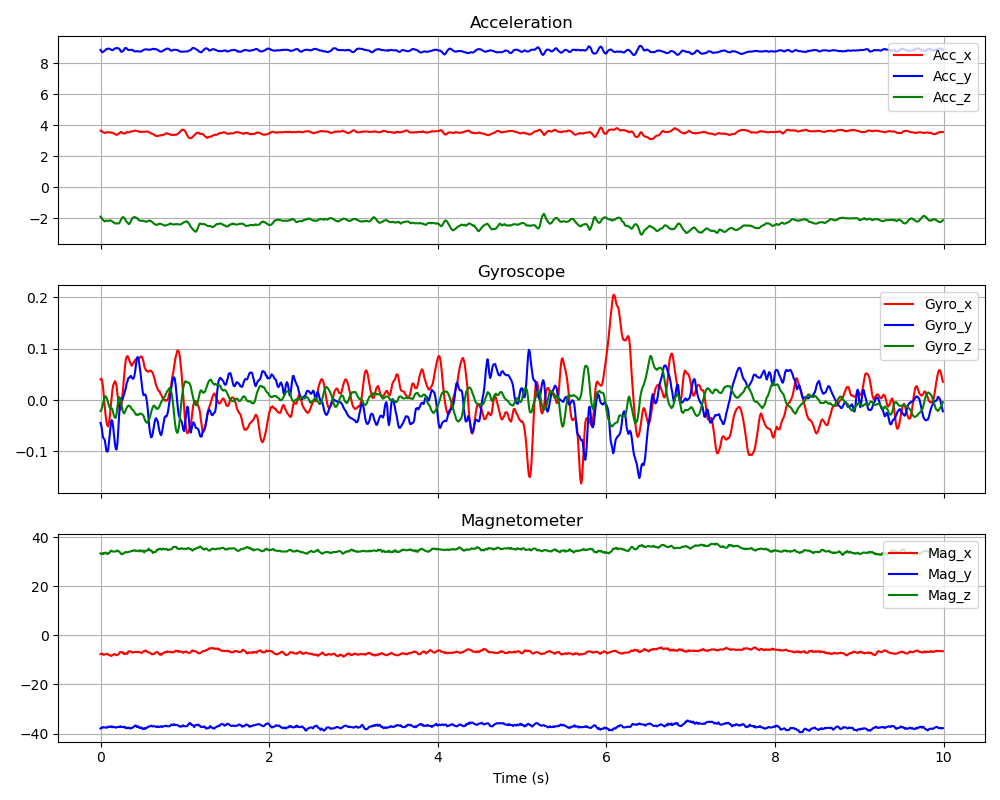 Acceleration
8
6
4
2
0
−2
Acc_x
Acc_y
Acc_z
Gyroscope
0.2
0.1
0.0
−0.1
Gyro_x
Gyro_y
Gyro_z
Magnetometer
40
20
0
−20
−40
Mag_x
Mag_y
Mag_z
0 2 4 6 8 10
Time (s)